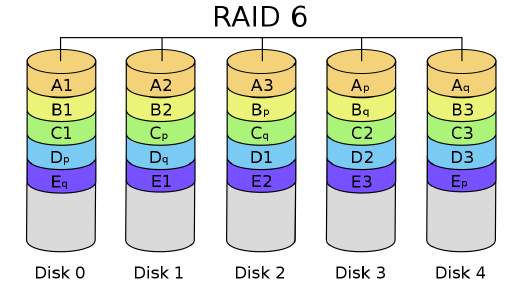 RAID 6
A1 A2 A3 Ap Aq
B1 B2 Bp Bq B3
C1 Cp Cq C2 C3
Dp Dq D1 D2 D3
Eq E1 E2 E3 Ep
Disk 0 Disk 1 Disk 2 Disk 3 Disk 4